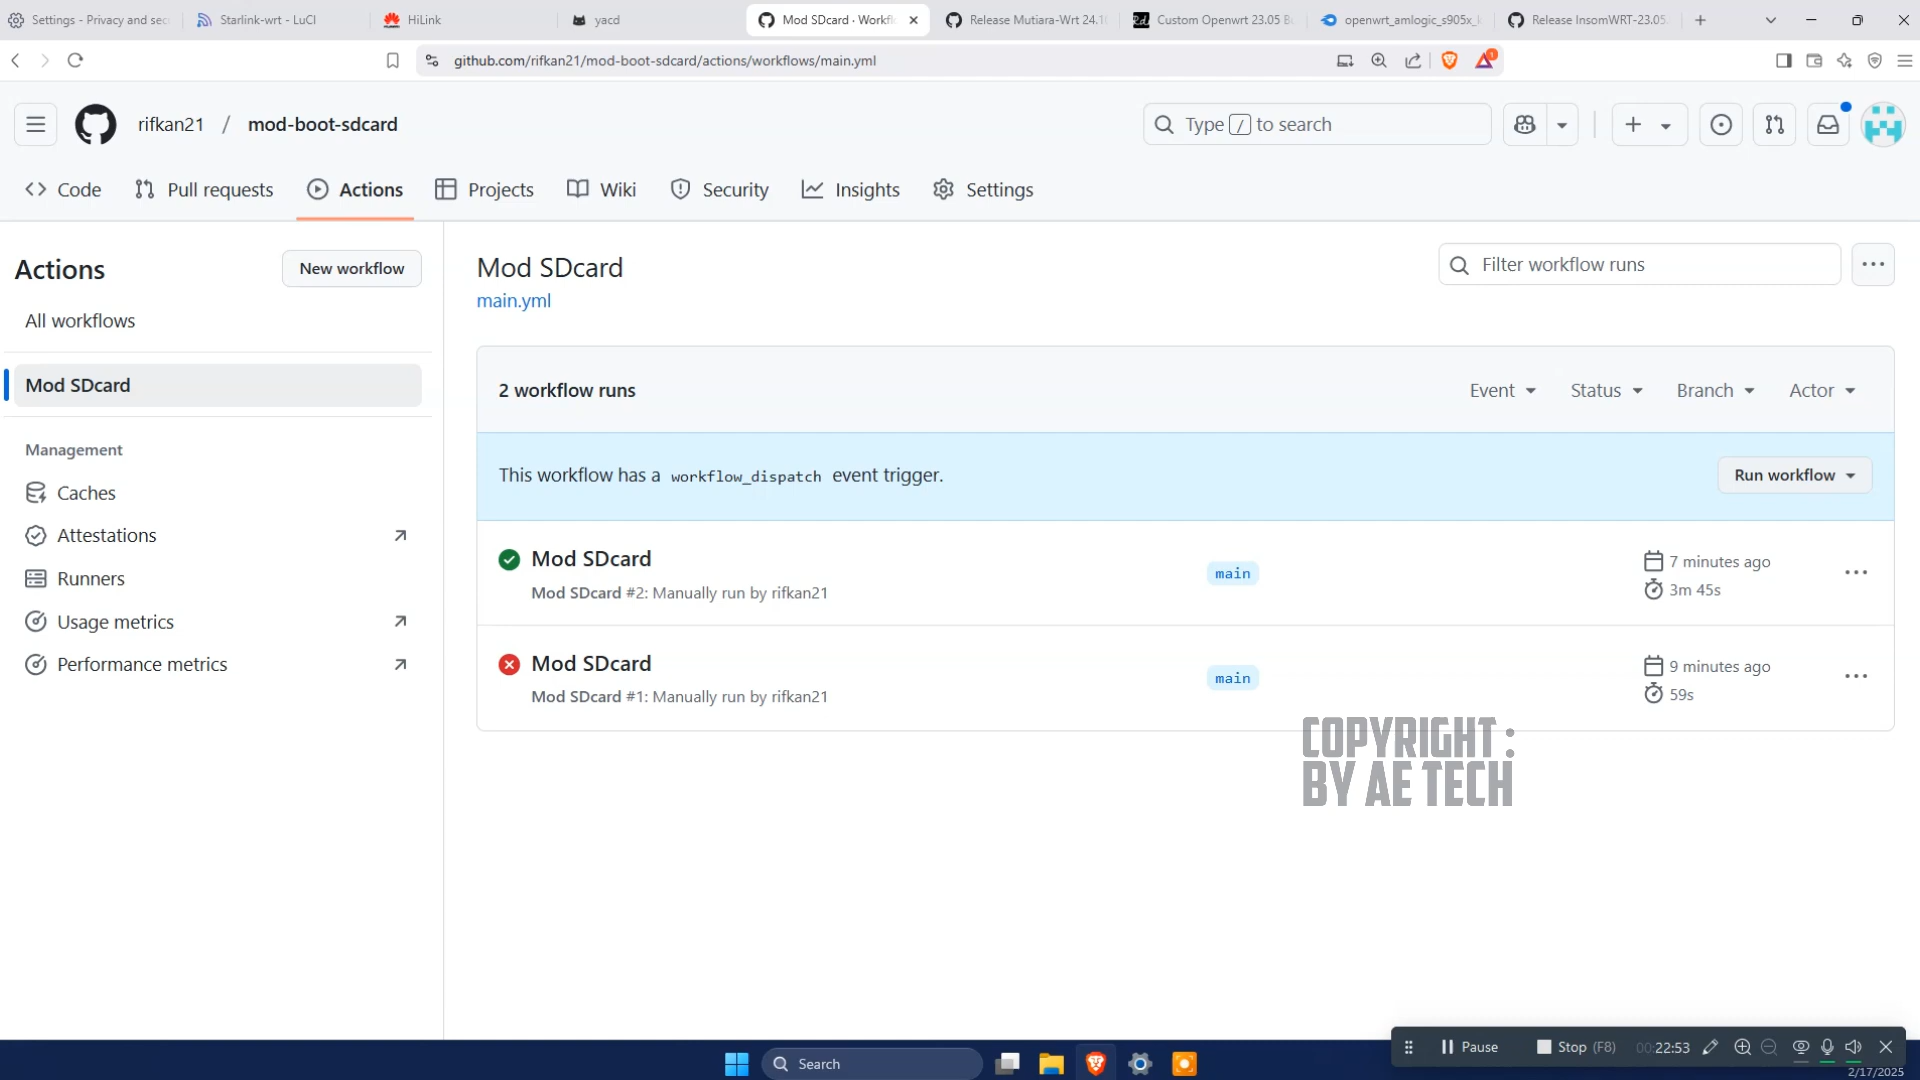 Settings - Privacy and sec
Starlink-wrt - LuCI
HiLink
yacd
Mod SDcard · Workfl
Release Mutiara-Wrt 24.1
Custom Openwrt 23.05 B
openwrt_amlogic_s905x_k
Release InsomWRT-23.05
github.com/rifkan21/mod-boot-sdcard/actions/workflows/main.yml
1
rifkan21 / mod-boot-sdcard
Type / to search
Code
Pull requests
Actions
Projects
Wiki
Security
Insights
Settings
Actions
New workflow
All workflows
Mod SDcard
Management
Caches
Attestations
Runners
Usage metrics
Performance metrics
Mod SDcard
main.yml
Filter workflow runs
2 workflow runs
Event
Status
Branch
Actor
This workflow has a workflow_dispatch event trigger.
Run workflow
Mod SDcard
Mod SDcard #2: Manually run by rifkan21
main
7 minutes ago
3m 45s
Mod SDcard
Mod SDcard #1: Manually run by rifkan21
main
9 minutes ago
59s
COPYRIGHT :
BY AE TECH
Search
Pause
Stop (F8)
00:22:53
2/17/2025